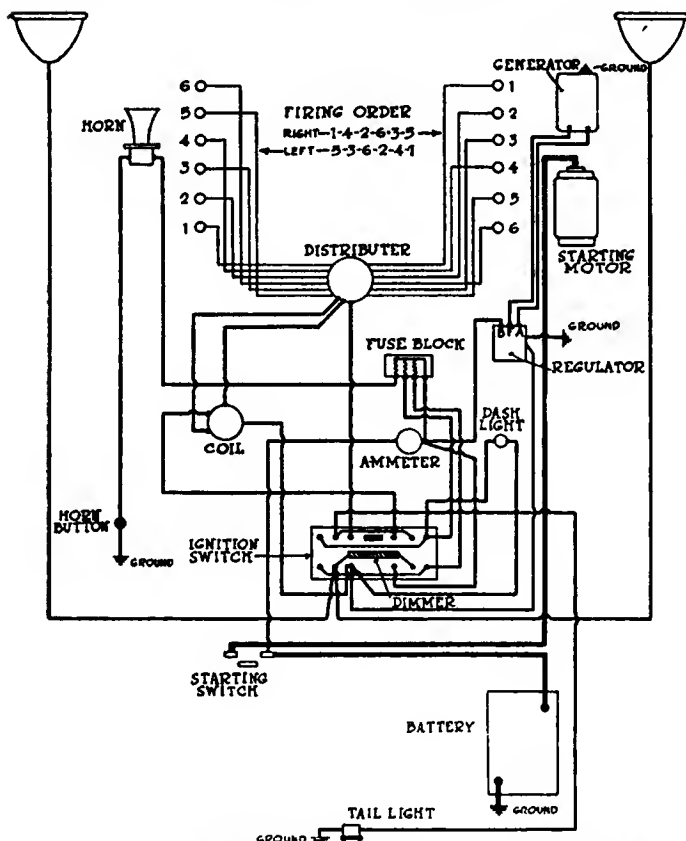 GENERATOR
GROUND
6
5
4
3
2
1
FIRING ORDER
RIGHT-1-4-2-6-3-5
LEFT-5-3-6-2-4-1
1
2
3
4
5
6
HORN
STARTING
MOTOR
DISTRIBUTER
B F A
GROUND
REGULATOR
FUSE BLOCK
DASH
LIGHT
COIL
AMMETER
HORN
BUTTON
GROUND
IGNITION
SWITCH
DIMMER
STARTING
SWITCH
BATTERY
GROUND
TAIL LIGHT
GROUND